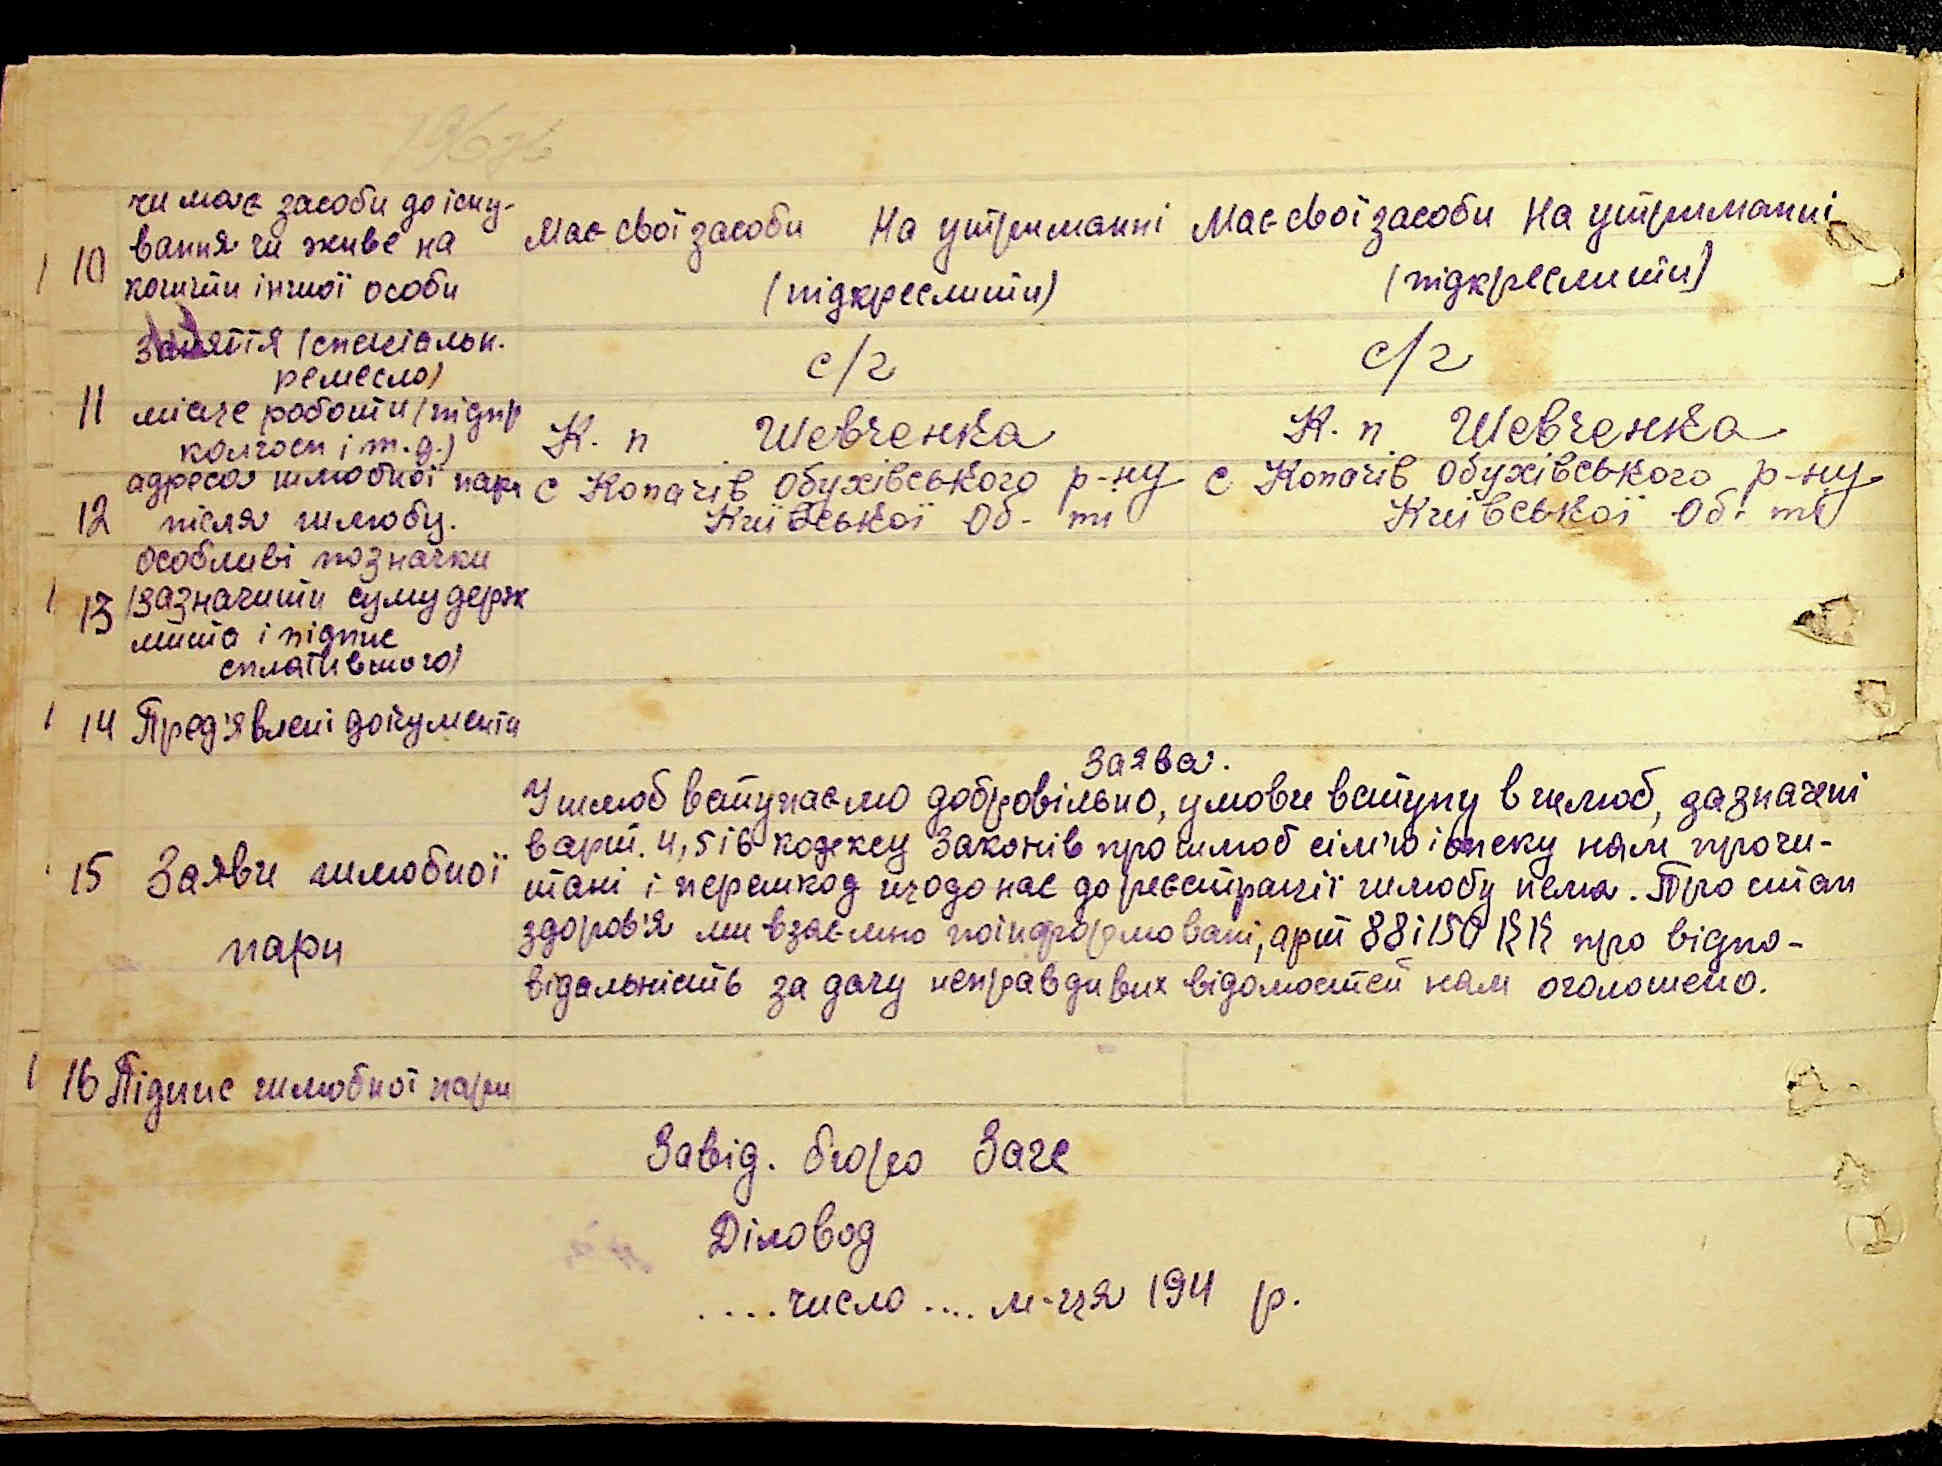 чи має засоби до існу-
вання чи живе на
кошти іншої особи
10
Має свої засоби На утриманні
(підкреслити)
Має свої засоби На утриманні
(підкреслити)
Заняття (спеціальн.
ремесло)
с/г
с/г
11
місце роботи (підпр
колгосп і т.д.)
К. п Шевченка
К. п Шевченка
12
адреса шлюбної пари
після шлюбу.
с Копачів Обухівського р-ну
Київської Об- ті
с Копачів Обухівського р-ну
Київської Об- ті
13
Особливі позначки
(зазначити суму держ
мита і підпис
сплатившого)
14 Пред'явлені документи
Заява.
15 Заяви шлюбної
пари
У шлюб вступаємо добровільно, умови вступу в шлюб, зазначені
в арт. 4, 5 і 6 кодексу Законів про шлюб сім'ю і опеку нам прочи-
тані і перешкод щодо нас до реєстрації шлюбу нема. Про стан
здоров'я ми взаємно поінформовані, арт 88 і 150 КК про відпо-
відальність за дачу неправдивих відомостей нам оголошено.
16 Підпис шлюбної пари
Завід. бюро Загс
Діловод
....число .... м-ця 194 р.